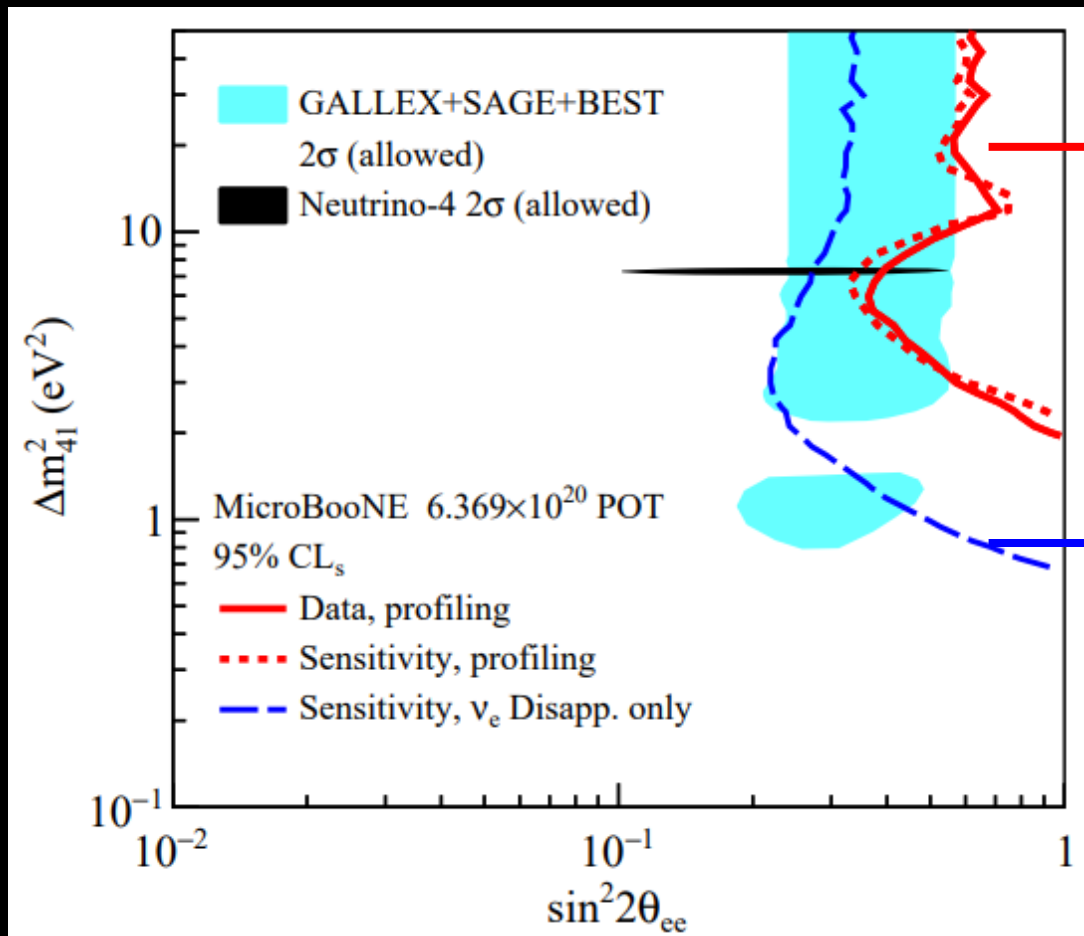 GALLEX+SAGE+BEST
2σ (allowed)
Neutrino-4 2σ (allowed)
10
Δm²₄₁ (eV²)
1
MicroBooNE 6.369×10²⁰ POT
95% CLₛ
Data, profiling
Sensitivity, profiling
Sensitivity, νₑ Disapp. only
10⁻¹
10⁻² 10⁻¹ 1
sin²2θₑₑ